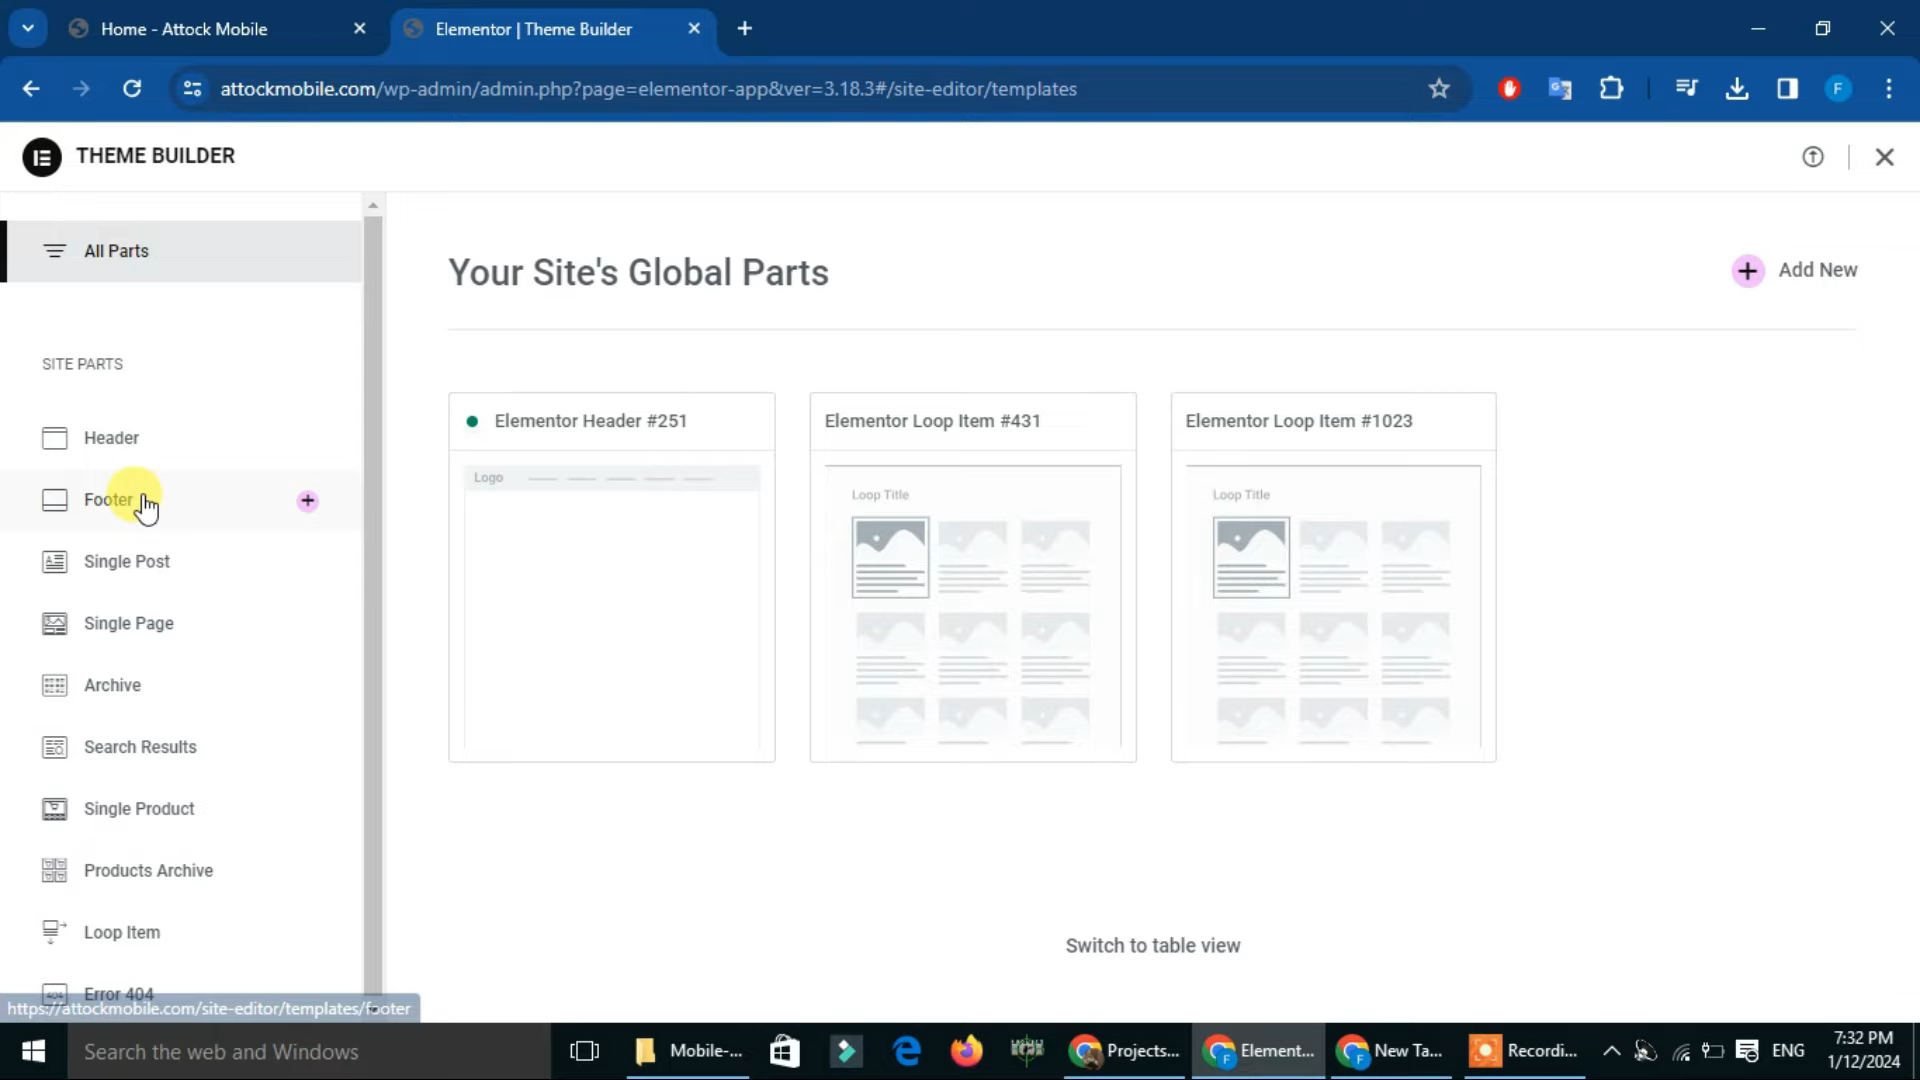 Home - Attock Mobile
Elementor | Theme Builder
attockmobile.com/wp-admin/admin.php?page=elementor-app&ver=3.18.3#/site-editor/templates
F
THEME BUILDER
All Parts
Your Site's Global Parts
Add New
SITE PARTS
Header
Footer
Single Post
Single Page
Archive
Search Results
Single Product
Products Archive
Loop Item
Error 404
Elementor Header #251
Logo
Elementor Loop Item #431
Loop Title
Elementor Loop Item #1023
Loop Title
Switch to table view
https://attockmobile.com/site-editor/templates/footer
Search the web and Windows
Mobile-...
Projects...
Element...
New Ta...
Recordi...
ENG
7:32 PM
1/12/2024